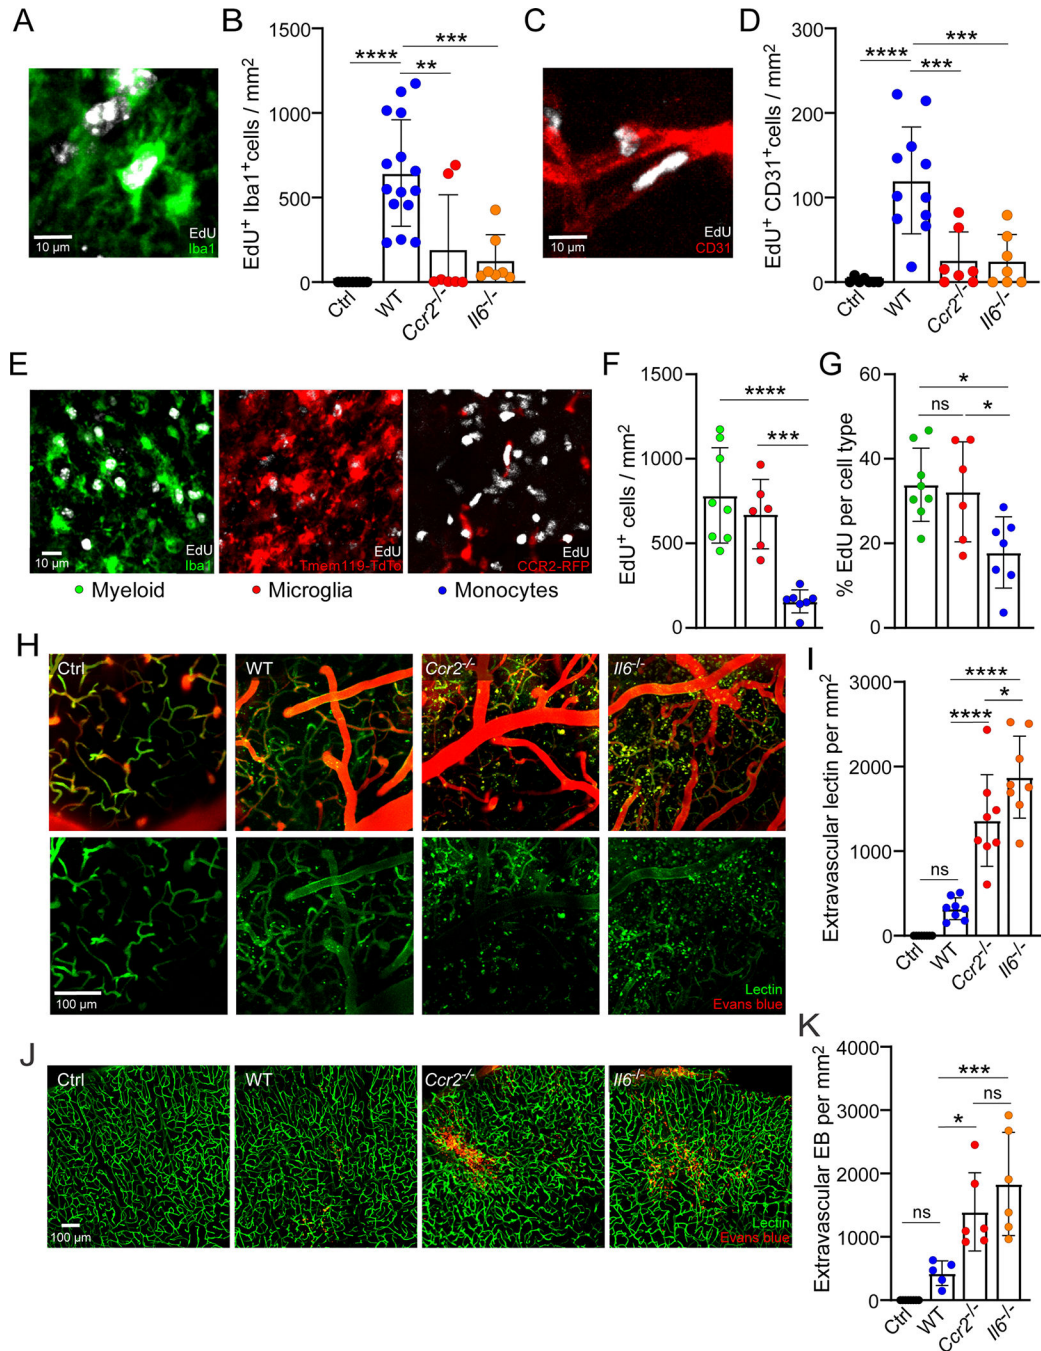 A
EdU
Iba1
10 µm
B
EdU⁺ Iba1⁺cells / mm²
1500
1000
500
0
****
***
**
Ctrl
WT
Ccr2⁻/⁻
Il6⁻/⁻
C
EdU
CD31
10 µm
D
EdU⁺ CD31⁺cells / mm²
300
200
100
0
****
***
***
Ctrl
WT
Ccr2⁻/⁻
Il6⁻/⁻
E
10 µm
EdU
Iba1
EdU
Tmem119-TdTo
EdU
CCR2-RFP
Myeloid
Microglia
Monocytes
F
EdU⁺ cells / mm²
1500
1000
500
0
****
***
G
% EdU per cell type
60
40
20
0
*
ns
*
H
Ctrl
WT
Ccr2⁻/⁻
Il6⁻/⁻
100 µm
Lectin
Evans blue
I
Extravascular lectin per mm²
3000
2000
1000
0
****
*
****
ns
Ctrl
WT
Ccr2⁻/⁻
Il6⁻/⁻
J
Ctrl
WT
Ccr2⁻/⁻
Il6⁻/⁻
100 µm
Lectin
Evans blue
K
Extravascular EB per mm²
4000
3000
2000
1000
0
***
ns
*
ns
Ctrl
WT
Ccr2⁻/⁻
Il6⁻/⁻